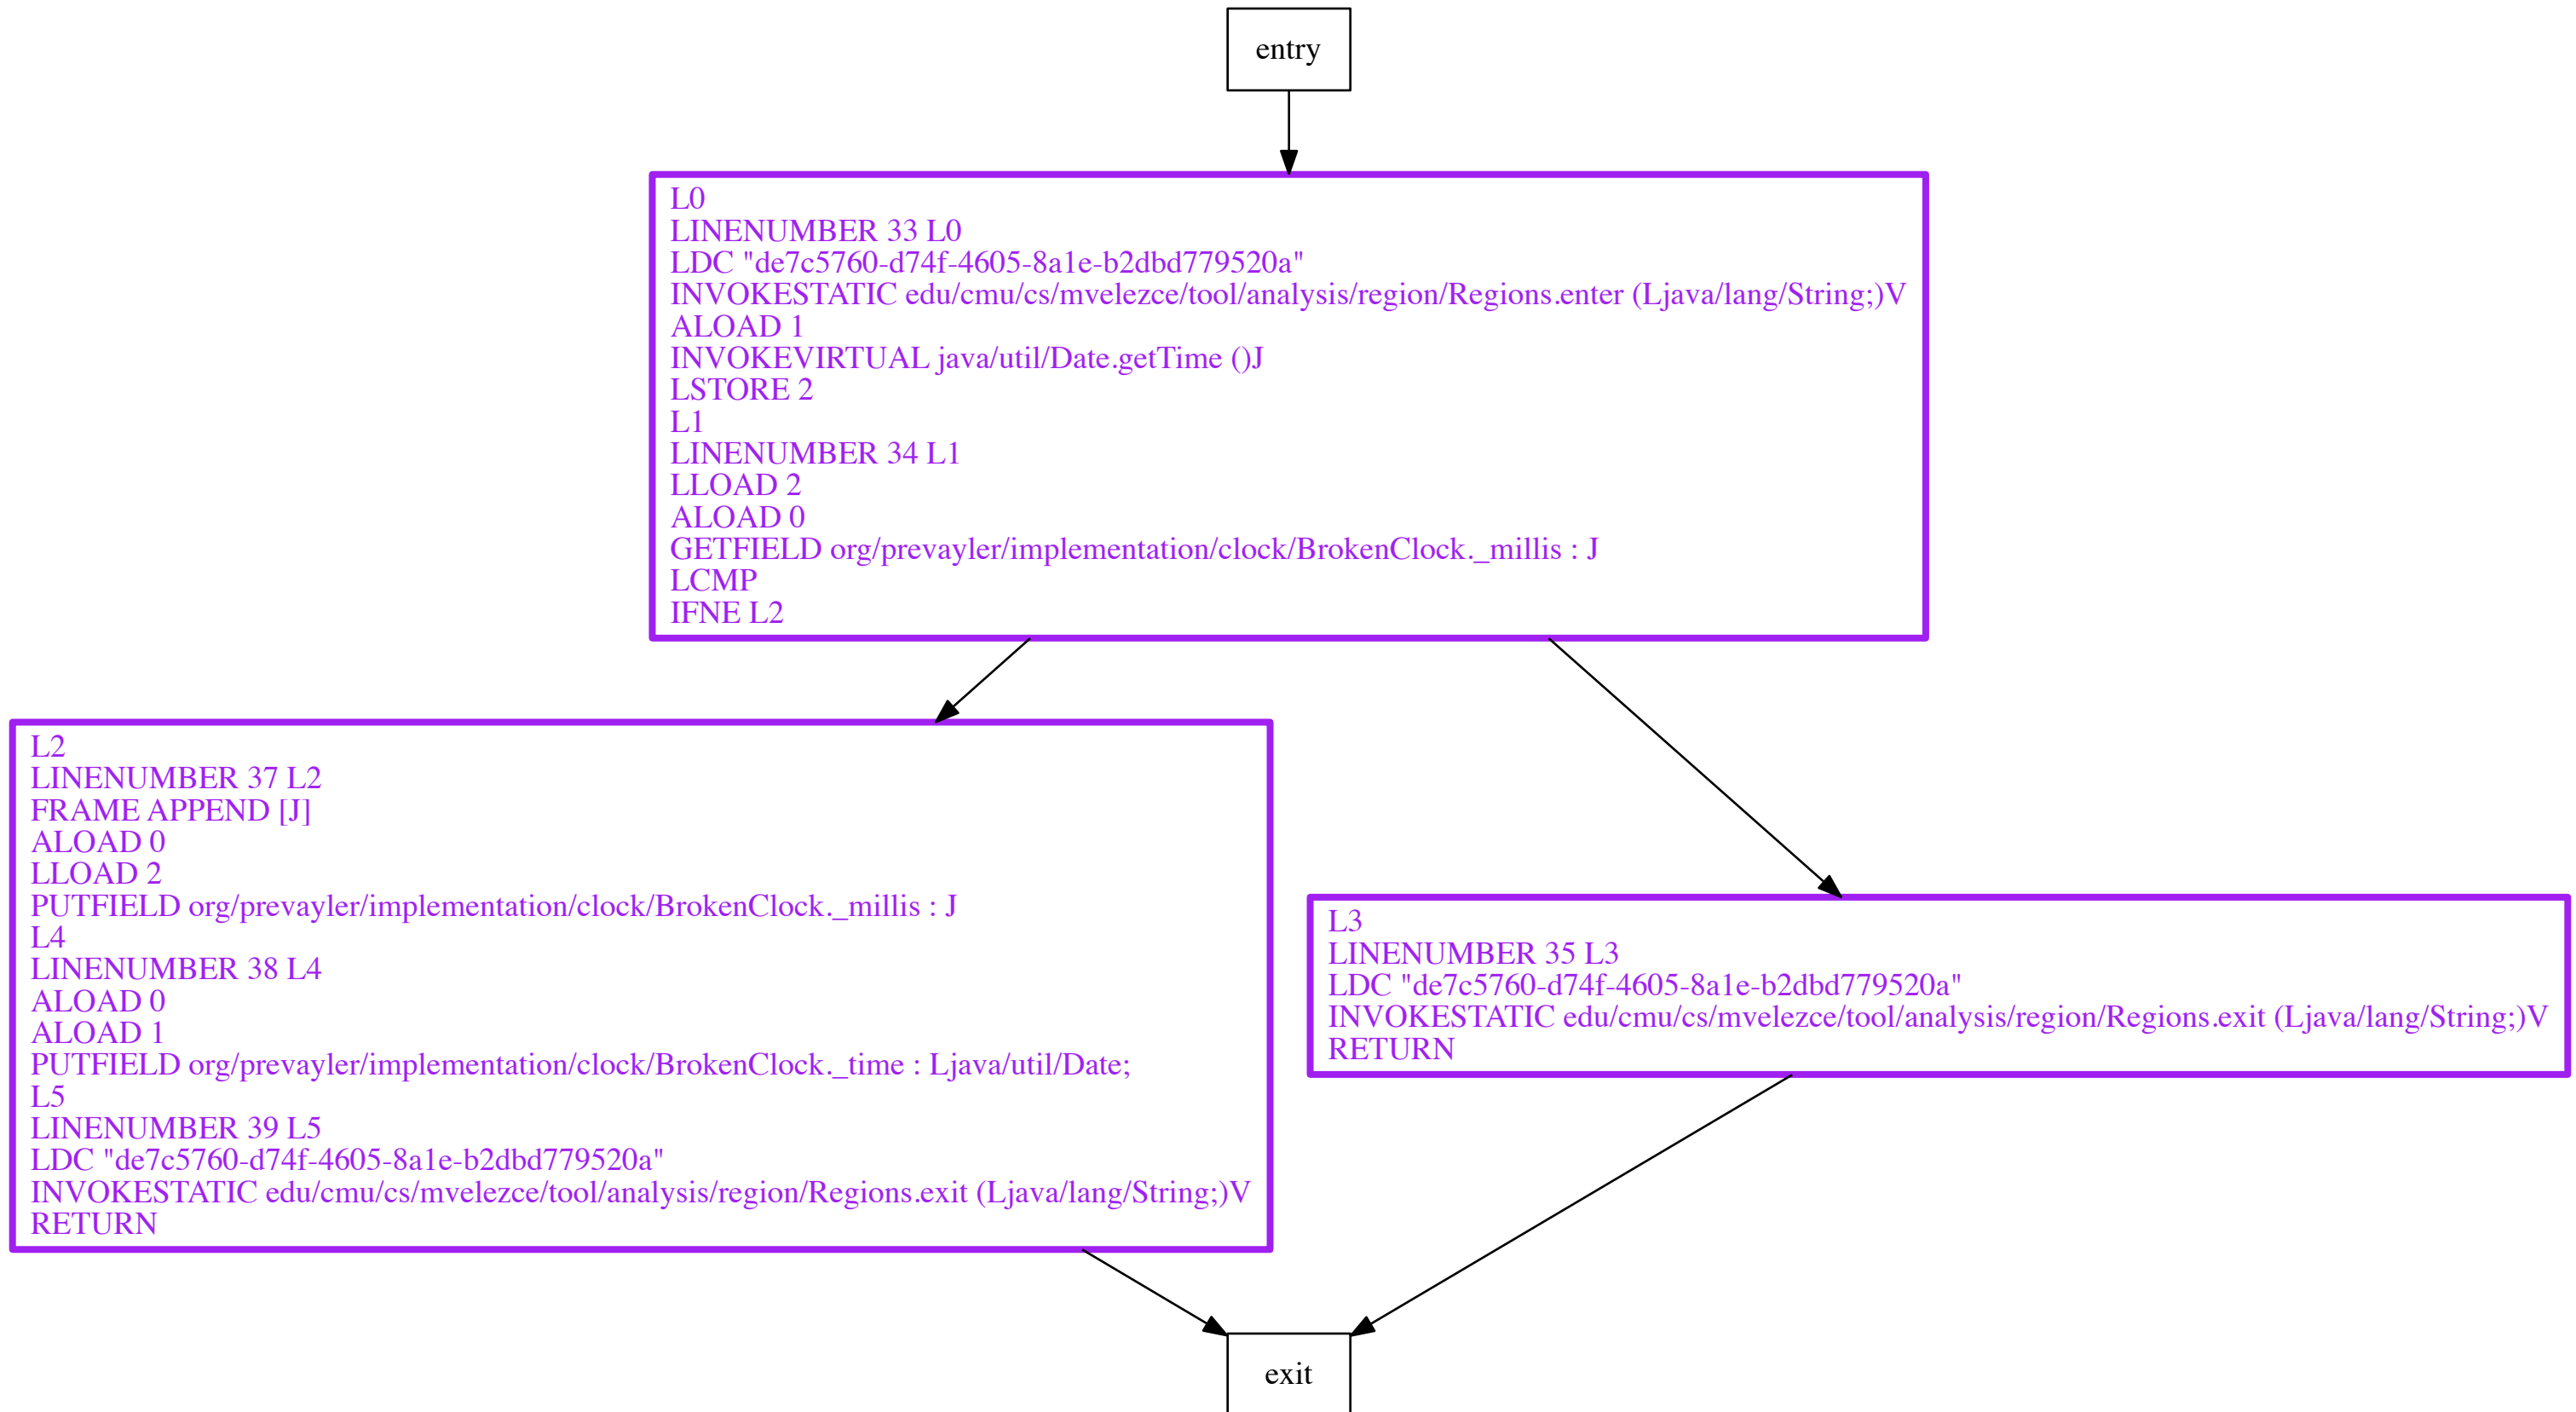 entry
L0
LINENUMBER 33 L0
LDC "de7c5760-d74f-4605-8a1e-b2dbd779520a"
INVOKESTATIC edu/cmu/cs/mvelezce/tool/analysis/region/Regions.enter (Ljava/lang/String;)V
ALOAD 1
INVOKEVIRTUAL java/util/Date.getTime ()J
LSTORE 2
L1
LINENUMBER 34 L1
LLOAD 2
ALOAD 0
GETFIELD org/prevayler/implementation/clock/BrokenClock._millis : J
LCMP
IFNE L2
L2
LINENUMBER 37 L2
FRAME APPEND [J]
ALOAD 0
LLOAD 2
PUTFIELD org/prevayler/implementation/clock/BrokenClock._millis : J
L4
LINENUMBER 38 L4
ALOAD 0
ALOAD 1
PUTFIELD org/prevayler/implementation/clock/BrokenClock._time : Ljava/util/Date;
L5
LINENUMBER 39 L5
LDC "de7c5760-d74f-4605-8a1e-b2dbd779520a"
INVOKESTATIC edu/cmu/cs/mvelezce/tool/analysis/region/Regions.exit (Ljava/lang/String;)V
RETURN
L3
LINENUMBER 35 L3
LDC "de7c5760-d74f-4605-8a1e-b2dbd779520a"
INVOKESTATIC edu/cmu/cs/mvelezce/tool/analysis/region/Regions.exit (Ljava/lang/String;)V
RETURN
exit